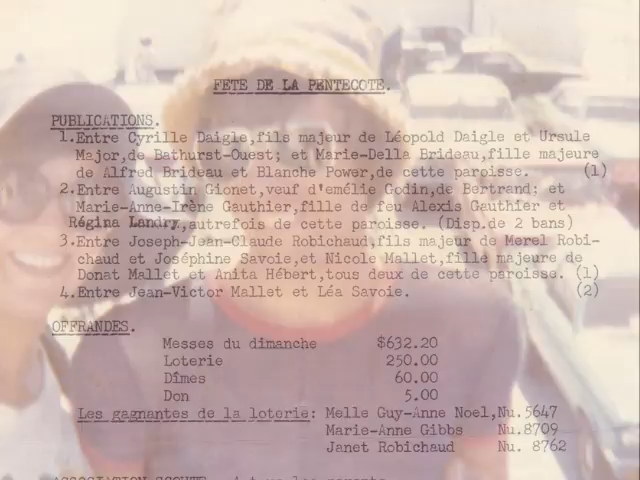 FETE DE LA PENTECOTE.
PUBLICATIONS.
1.Entre Cyrille Daigle,fils majeur de Léopold Daigle et Ursule
Major,de Bathurst-Ouest; et Marie-Della Brideau,fille majeure
de Alfred Brideau et Blanche Power,de cette paroisse. (1)
2.Entre Augustin Gionet,veuf d'emélie Godin,de Bertrand: et
Marie-Anne-Irène Gauthier,fille de feu Alexis Gauthier et
Régina Landry,autrefois de cette paroisse. (Disp.de 2 bans)
3.Entre Joseph-Jean-Claude Robichaud,fils majeur de Merel Robi-
chaud et Joséphine Savoie,et Nicole Mallet,fille majeure de
Donat Mallet et Anita Hébert,tous deux de cette paroisse. (1)
4.Entre Jean-Victor Mallet et Léa Savoie. (2)
OFFRANDES.
Messes du dimanche $632.20
Loterie 250.00
Dîmes 60.00
Don 5.00
Les gagnantes de la loterie: Melle Guy-Anne Noel,Nu.5647
Marie-Anne Gibbs Nu.8709
Janet Robichaud Nu. 8762